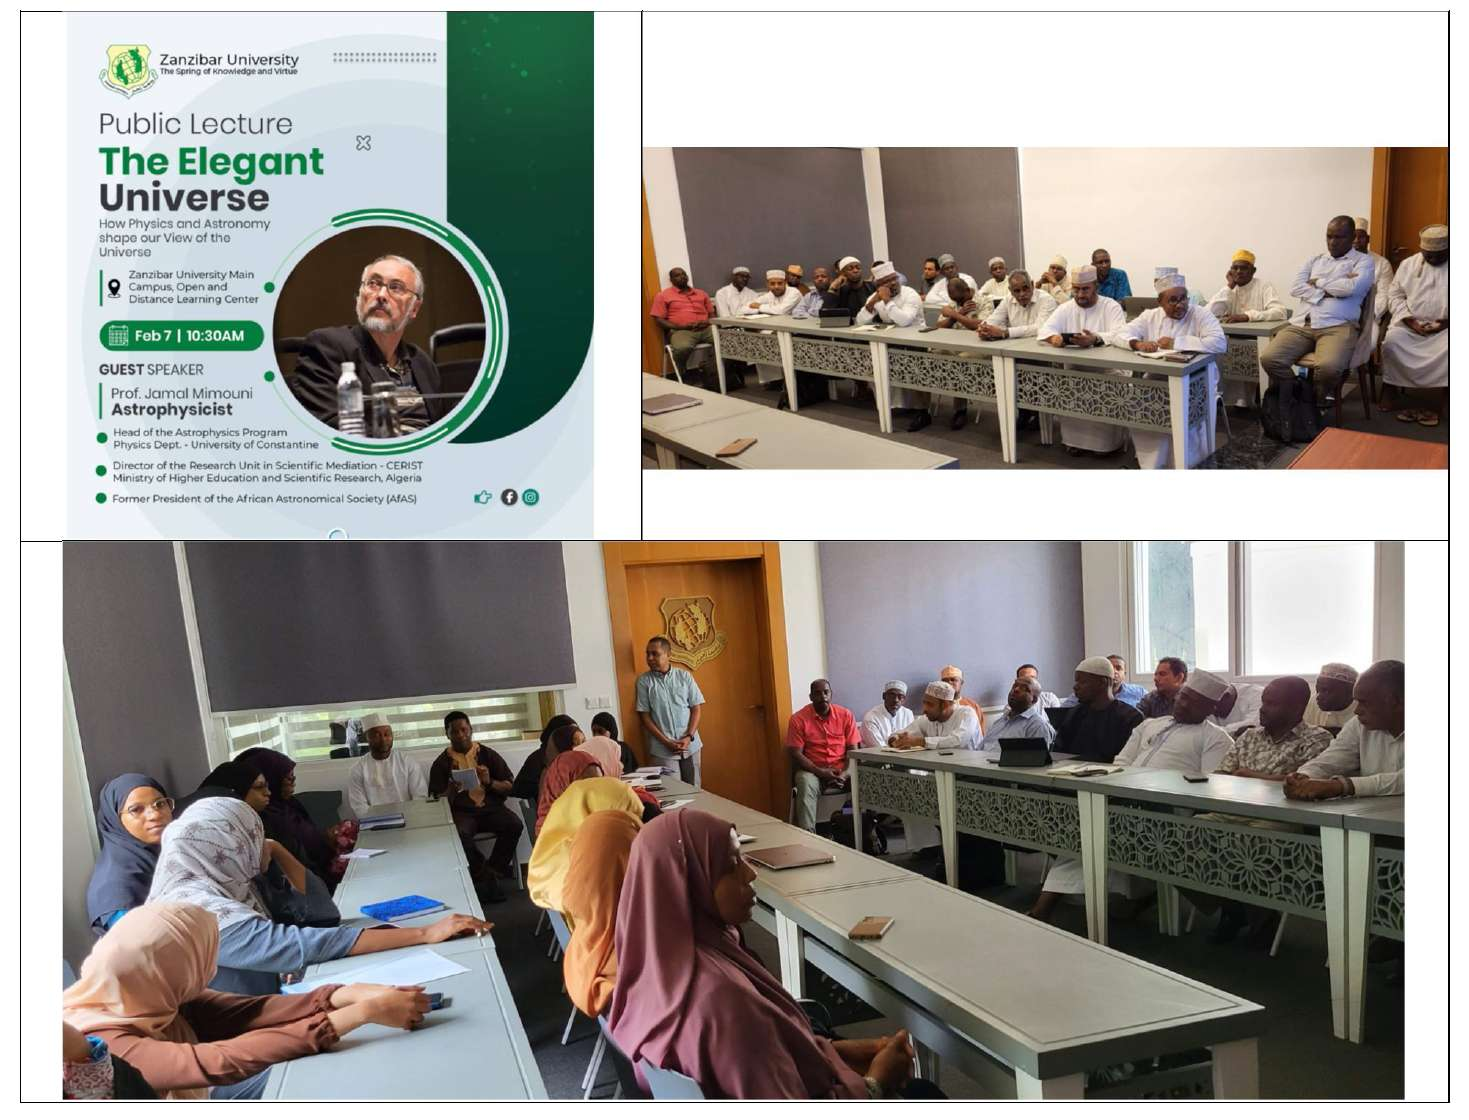 Zanzibar University
The Spring of Knowledge and Virtue
Public Lecture
The Elegant
Universe
How Physics and Astronomy
shape our View of the
Universe
Zanzibar University Main
Campus, Open and
Distance Learning Center
Feb 7 | 10:30AM
GUEST SPEAKER
Prof. Jamal Mimouni
Astrophysicist
Head of the Astrophysics Program
Physics Dept. - University of Constantine
Director of the Research Unit in Scientific Mediation - CERIST
Ministry of Higher Education and Scientific Research, Algeria
Former President of the African Astronomical Society (AfAS)